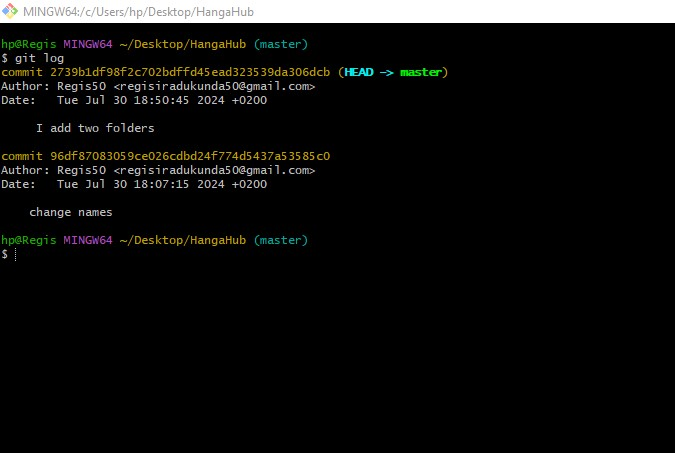 MINGW64:/c/Users/hp/Desktop/HangaHub
hp@Regis MINGW64 ~/Desktop/HangaHub (master)
$ git log
commit 2739b1df98f2c702bdffd45ead323539da306dcb (HEAD -> master)
Author: Regis50 <regisiradukunda50@gmail.com>
Date:   Tue Jul 30 18:50:45 2024 +0200
I add two folders
commit 96df87083059ce026cdbd24f774d5437a53585c0
Author: Regis50 <regisiradukunda50@gmail.com>
Date:   Tue Jul 30 18:07:15 2024 +0200
change names
hp@Regis MINGW64 ~/Desktop/HangaHub (master)
$